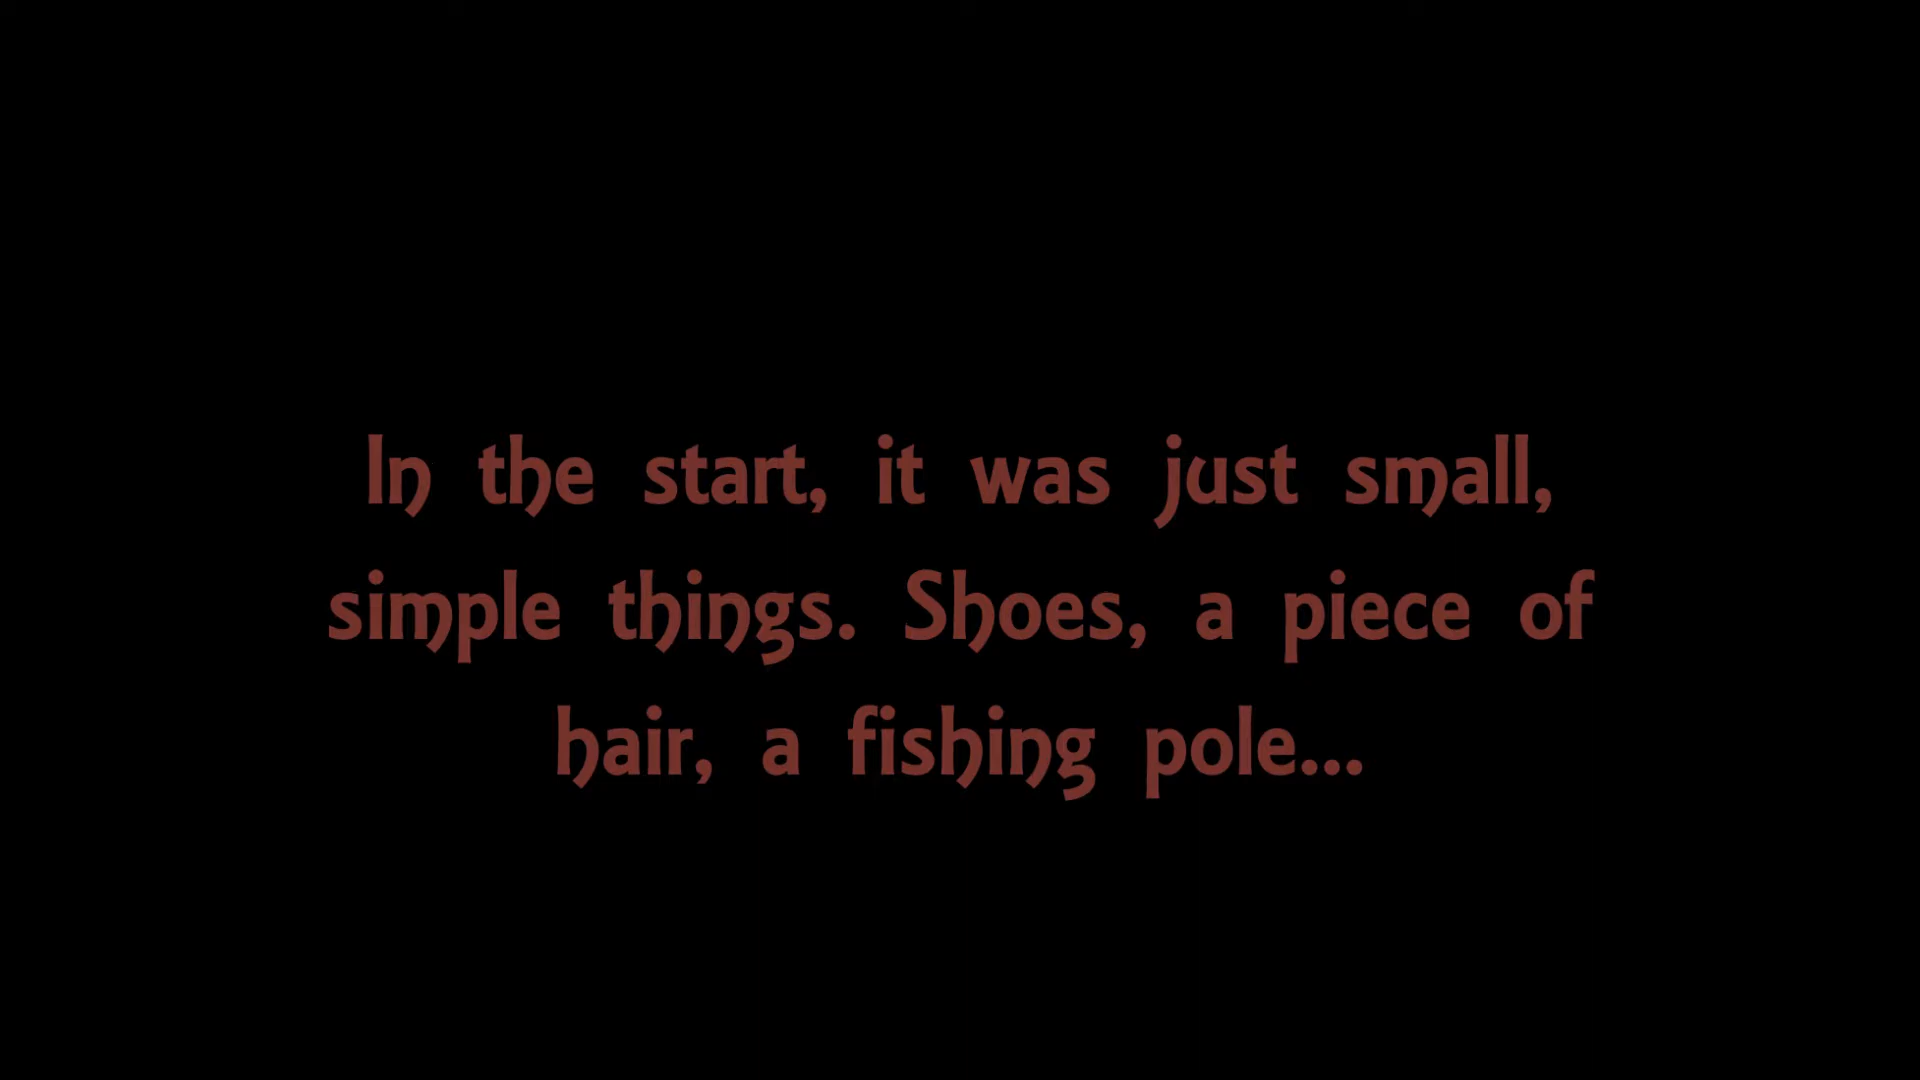 In the start, it was just small,
simple things. Shoes, a piece of
hair, a fishing pole...